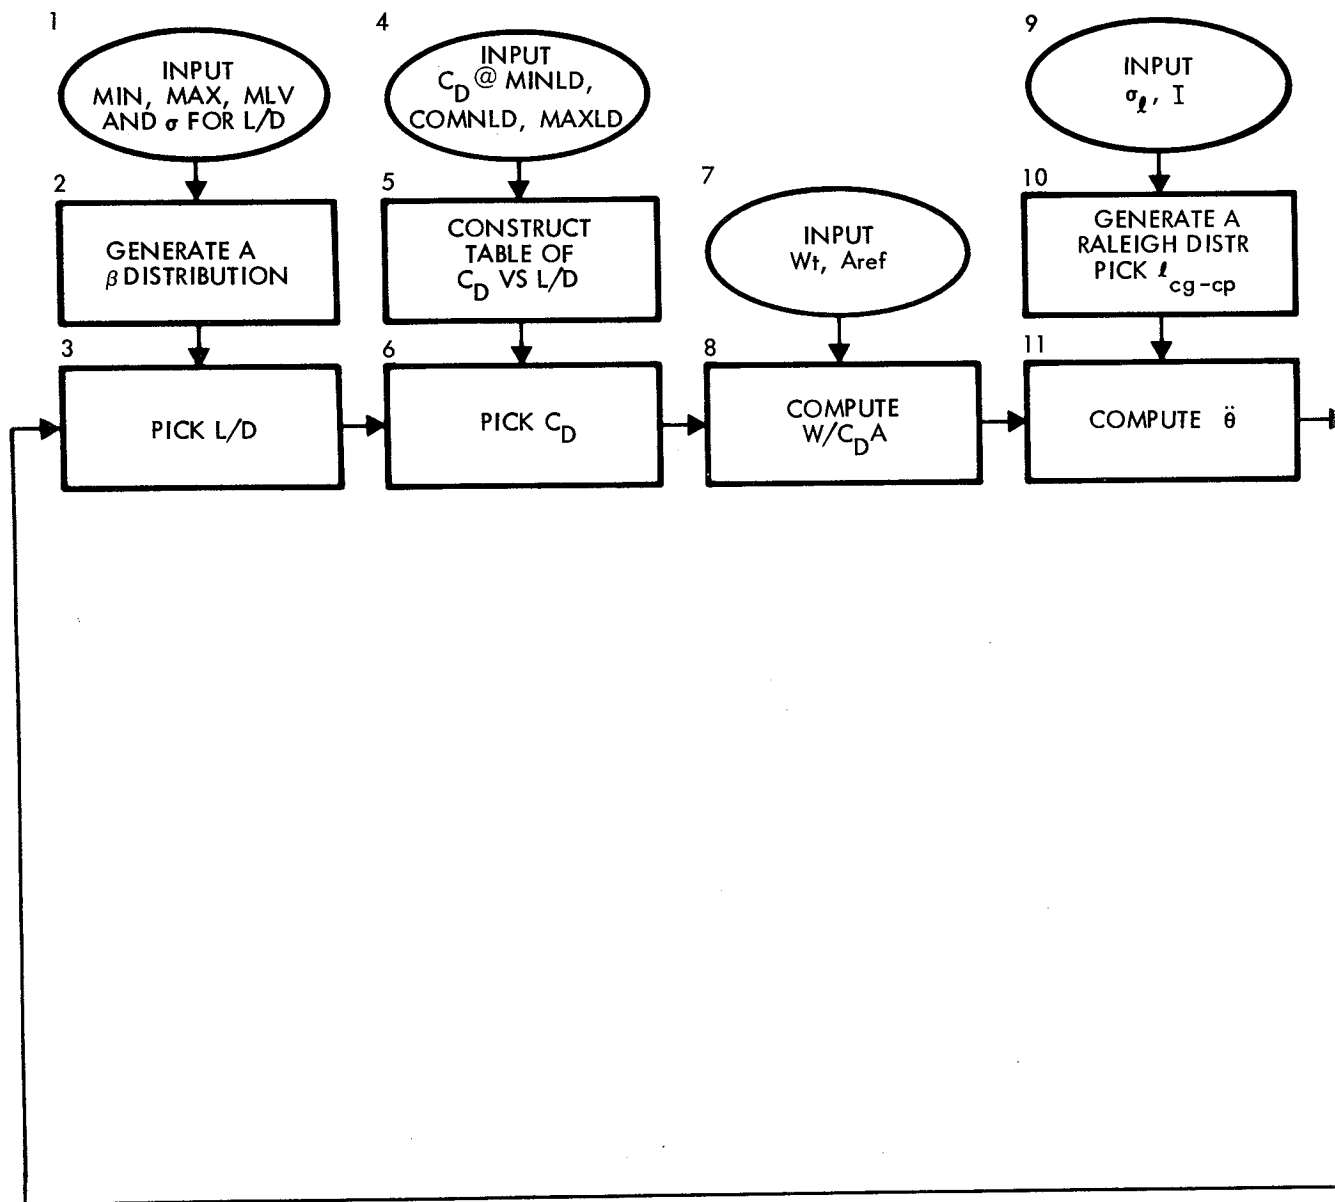 1
INPUT
MIN, MAX, MLV
AND σ FOR L/D
2
GENERATE A
β DISTRIBUTION
3
PICK L/D
4
INPUT
C_D @ MINLD,
COMNLD, MAXLD
5
CONSTRUCT
TABLE OF
C_D VS L/D
6
PICK C_D
7
INPUT
Wt, Aref
8
COMPUTE
W/C_DA
9
INPUT
σ_ℓ, I
10
GENERATE A
RALEIGH DISTR
PICK ℓ_cg-cp
11
COMPUTE θ̈